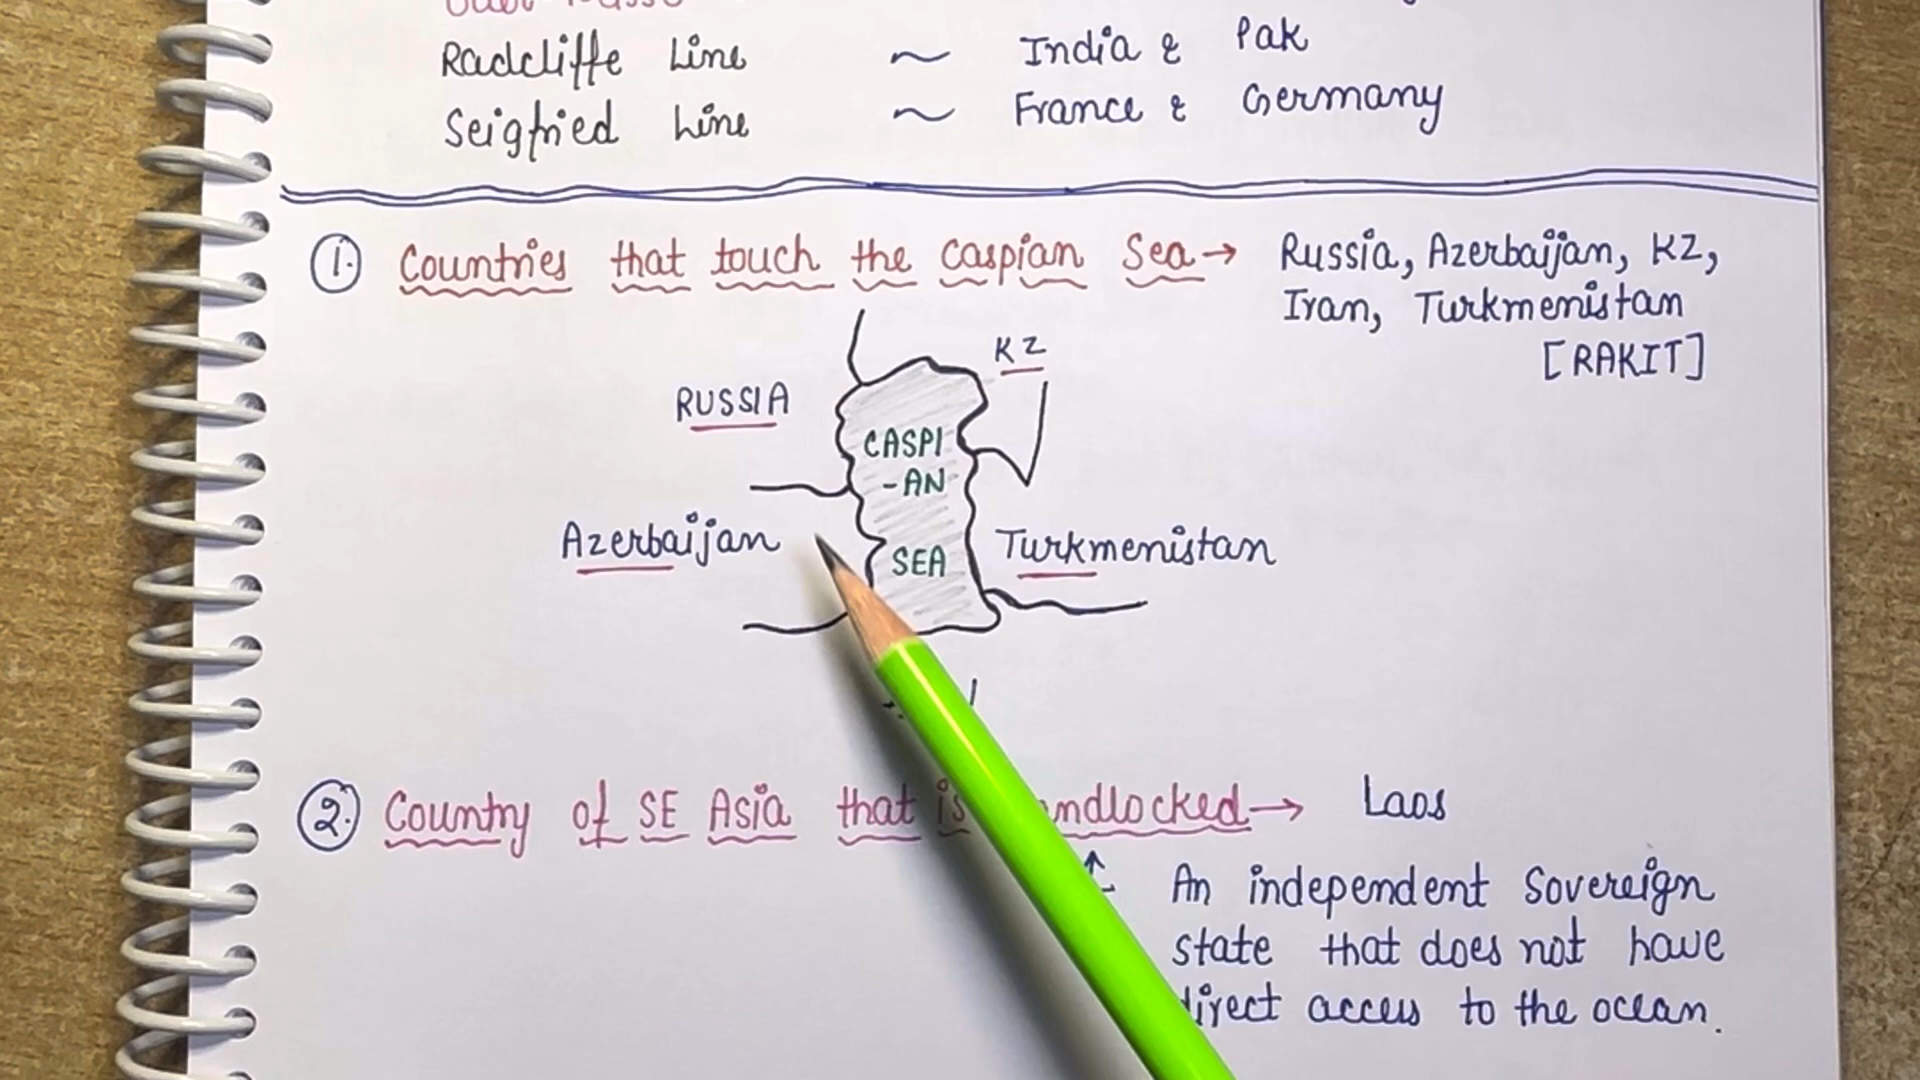 Radcliffe Line ~ India & Pak
Seigfried Line ~ France & Germany
1. Countries that touch the Caspian Sea → Russia, Azerbaijan, KZ,
Iran, Turkmenistan
[RAKIT]
KZ
RUSSIA
CASPI
-AN
SEA
Azerbaijan
Turkmenistan
2. Country of SE Asia that is → Laos
An independent Sovereign
state that does not have
direct access to the ocean.